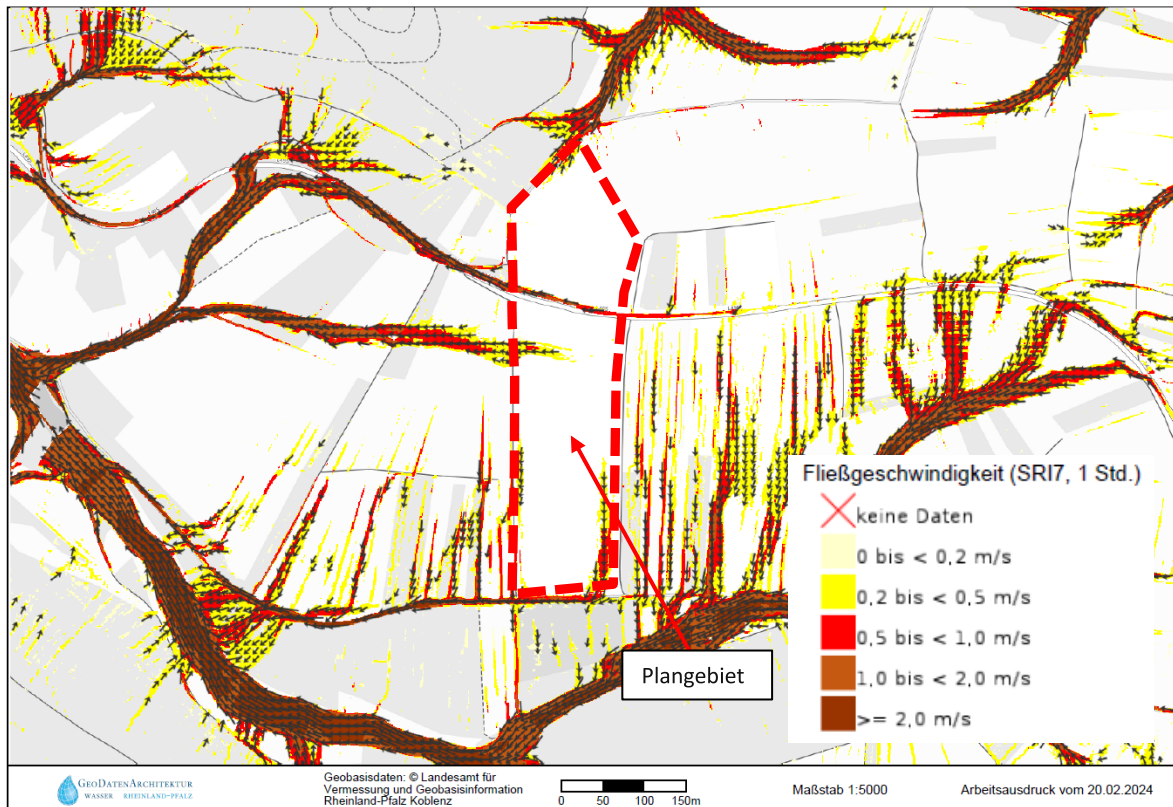 Fließgeschwindigkeit (SRI7, 1 Std.)
keine Daten
0 bis < 0,2 m/s
0,2 bis < 0,5 m/s
0,5 bis < 1,0 m/s
1,0 bis < 2,0 m/s
>= 2,0 m/s
Plangebiet
GEODATENARCHITEKTUR
WASSER RHEINLAND-PFALZ
Geobasisdaten: © Landesamt für
Vermessung und Geobasisinformation
Rheinland-Pfalz Koblenz
0 50 100 150m
Maßstab 1:5000
Arbeitsausdruck vom 20.02.2024